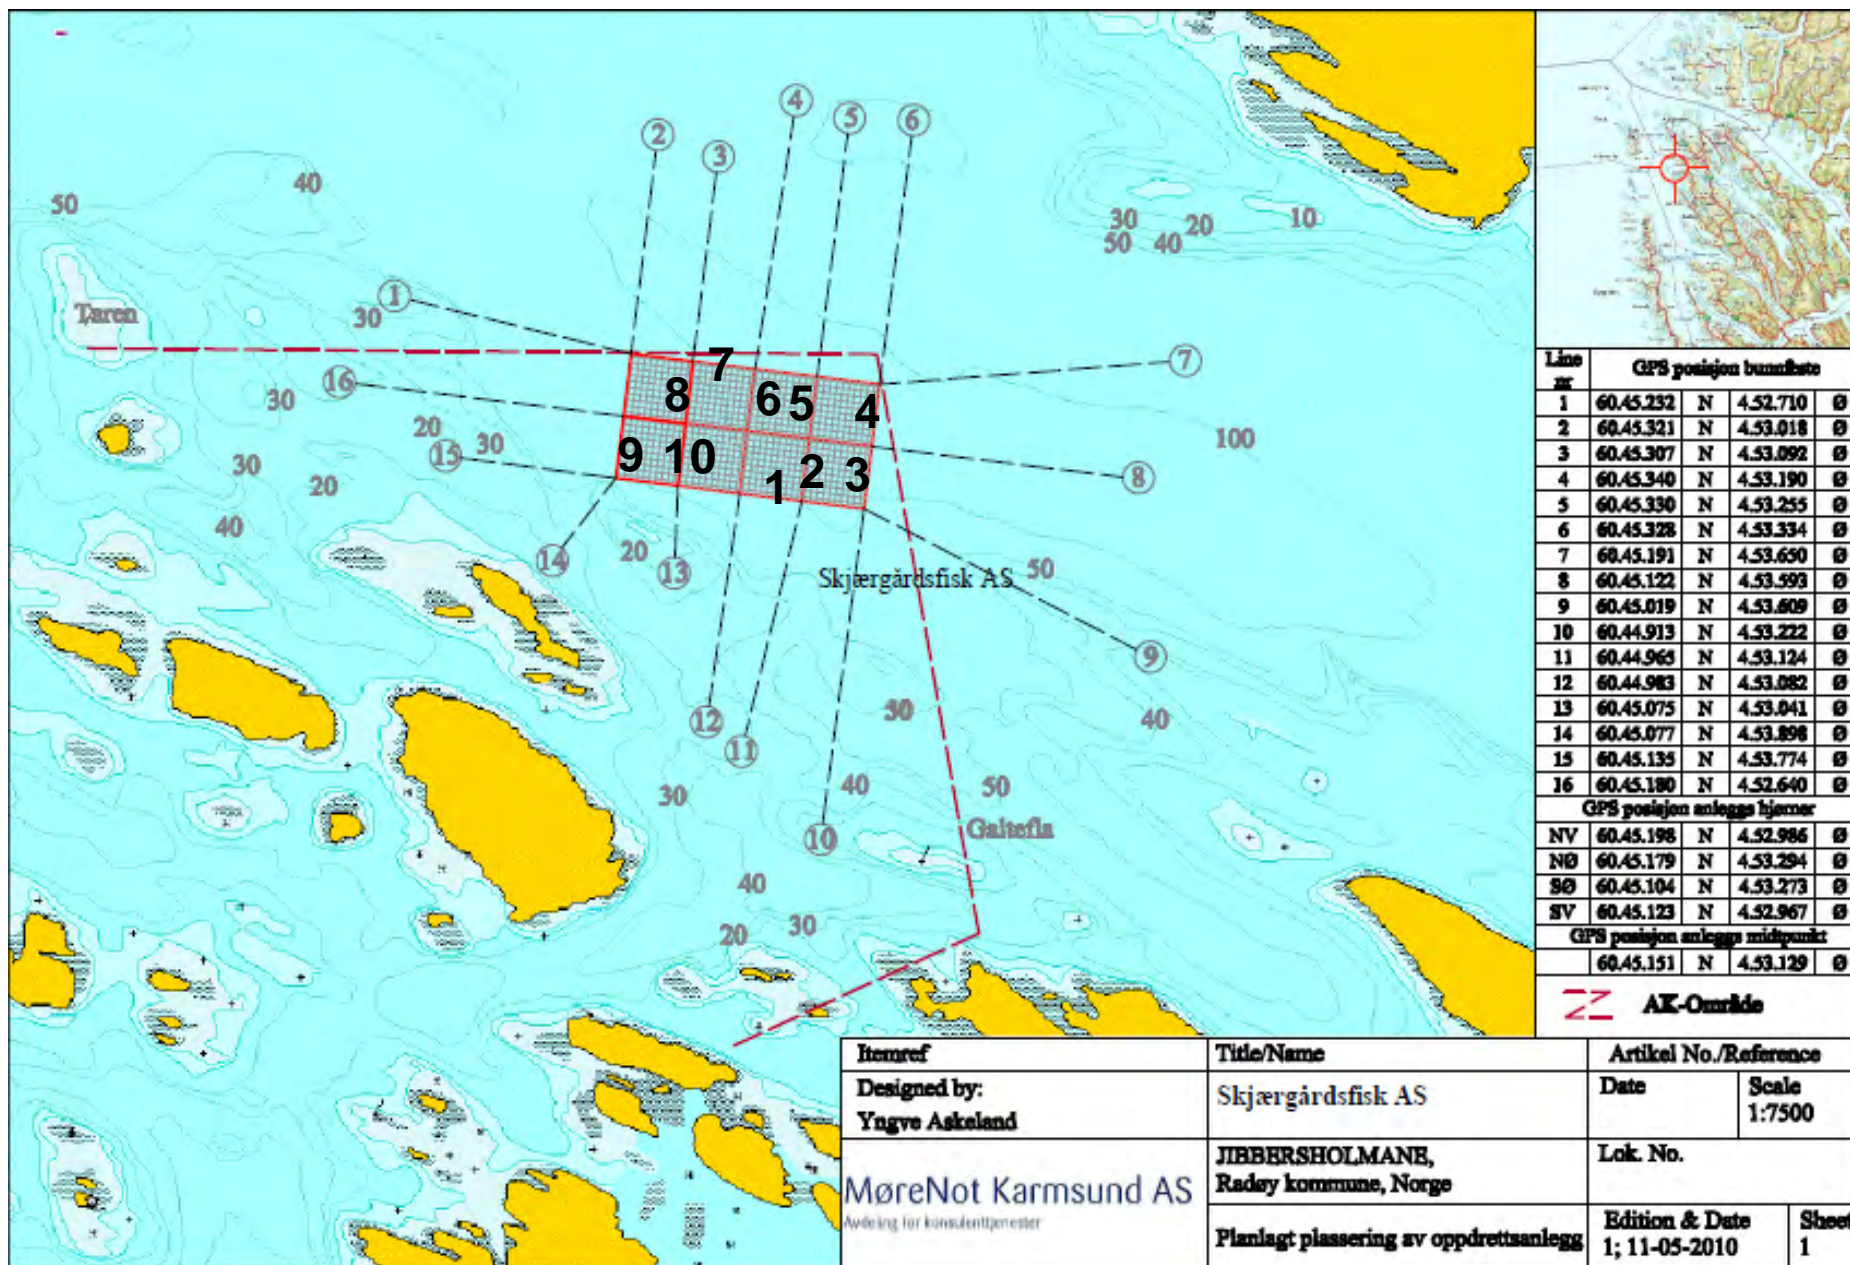 4
5
2
6
3
40
50
30
20
10
50
40
Taren
1
30
7
7
16
8
6
5
4
30
20
30
100
15
9
10
2
3
8
30
1
20
40
14
20
13
Skjærgårdsfisk AS
50
9
12
40
11
30
40
50
10
Galtefla
40
20
30
Line nr GPS posisjon bunnfeste
1 60.45.232 N 4.52.710 Ø
2 60.45.321 N 4.53.018 Ø
3 60.45.307 N 4.53.092 Ø
4 60.45.340 N 4.53.190 Ø
5 60.45.330 N 4.53.255 Ø
6 60.45.328 N 4.53.334 Ø
7 60.45.191 N 4.53.650 Ø
8 60.45.122 N 4.53.593 Ø
9 60.45.019 N 4.53.609 Ø
10 60.44.913 N 4.53.222 Ø
11 60.44.965 N 4.53.124 Ø
12 60.44.983 N 4.53.082 Ø
13 60.45.075 N 4.53.041 Ø
14 60.45.077 N 4.53.898 Ø
15 60.45.135 N 4.53.774 Ø
16 60.45.180 N 4.52.640 Ø
GPS posisjon anleggs hjørner
NV 60.45.198 N 4.52.986 Ø
NØ 60.45.179 N 4.53.294 Ø
SØ 60.45.104 N 4.53.273 Ø
SV 60.45.123 N 4.52.967 Ø
GPS posisjon anleggs midtpunkt
60.45.151 N 4.53.129 Ø
AK-Område
Itemref
Title/Name
Artikel No./Reference
Designed by:
Yngve Askeland
Skjærgårdsfisk AS
Date
Scale
1:7500
MøreNot Karmsund AS
Avdeling for konsulenttjenester
JIBBERSHOLMANE,
Radøy kommune, Norge
Lok. No.
Planlagt plassering av oppdrettsanlegg
Edition & Date
1; 11-05-2010
Sheet
1